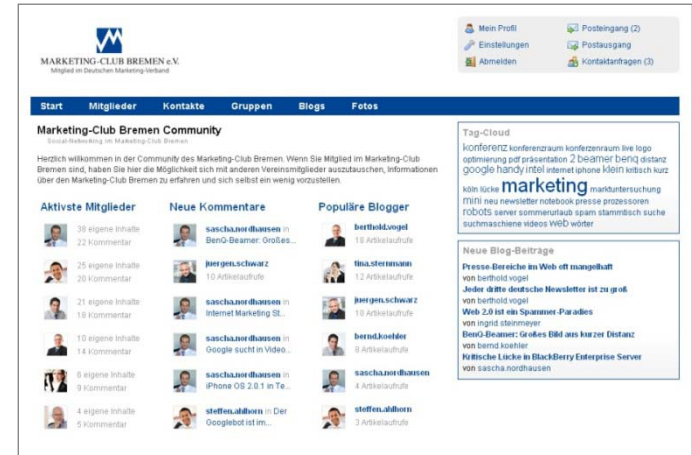 MARKETING-CLUB BREMEN e.V.
Mitglied im Deutschen Marketing-Verband
Mein Profil
Einstellungen
Abmelden
Posteingang (2)
Postausgang
Kontaktanfragen (3)
Start Mitglieder Kontakte Gruppen Blogs Fotos
Marketing-Club Bremen Community
Social-Networking im Marketing-Club Bremen
Herzlich willkommen in der Community des Marketing-Club Bremen. Wenn Sie Mitglied im Marketing-Club
Bremen sind, haben Sie hier die Möglichkeit sich mit anderen Vereinsmitglieder auszutauschen, Informationen
über den Marketing-Club Bremen zu erfahren und sich selbst ein wenig vorzustellen.
Aktivste Mitglieder
38 eigene Inhalte
22 Kommentar
25 eigene Inhalte
20 Kommentar
21 eigene Inhalte
18 Kommentar
10 eigene Inhalte
14 Kommentar
6 eigene Inhalte
9 Kommentar
4 eigene Inhalte
5 Kommentar
Neue Kommentare
sascha.nordhausen in
BenQ-Beamer: Großes...
juergen.schwarz
10 Artikelaufrufe
sascha.nordhausen in
Internet Marketing St...
sascha.nordhausen in
Google sucht in Video...
sascha.nordhausen in
iPhone OS 2.0.1 in Te...
steffen.ahlhorn in Der
Googlebot ist im...
Populäre Blogger
berthold.vogel
18 Artikelaufrufe
tina.sternmann
12 Artikelaufrufe
juergen.schwarz
10 Artikelaufrufe
bernd.koehler
6 Artikelaufrufe
sascha.nordhausen
4 Artikelaufrufe
steffen.ahlhorn
3 Artikelaufrufe
Tag-Cloud
konferenz konferenzraum konferzenraum live logo
optimierung pdf präsentation 2 beamer benq distanz
google handy intel internet iphone klein kritisch kurz
köln lücke marketing marktuntersuchung
mini neu newsletter notebook presse prozessoren
robots server sommerurlaub spam stammtisch suche
suchmaschiene videos web wörter
Neue Blog-Beiträge
Presse-Bereiche im Web oft mangelhaft
von berthold.vogel
Jeder dritte deutsche Newsletter ist zu groß
von berthold.vogel
Web 2.0 ist ein Spammer-Paradies
von ingrid.steinmeyer
BenQ-Beamer: Großes Bild aus kurzer Distanz
von bernd.koehler
Kritische Lücke in BlackBerry Enterprise Server
von sascha.nordhausen